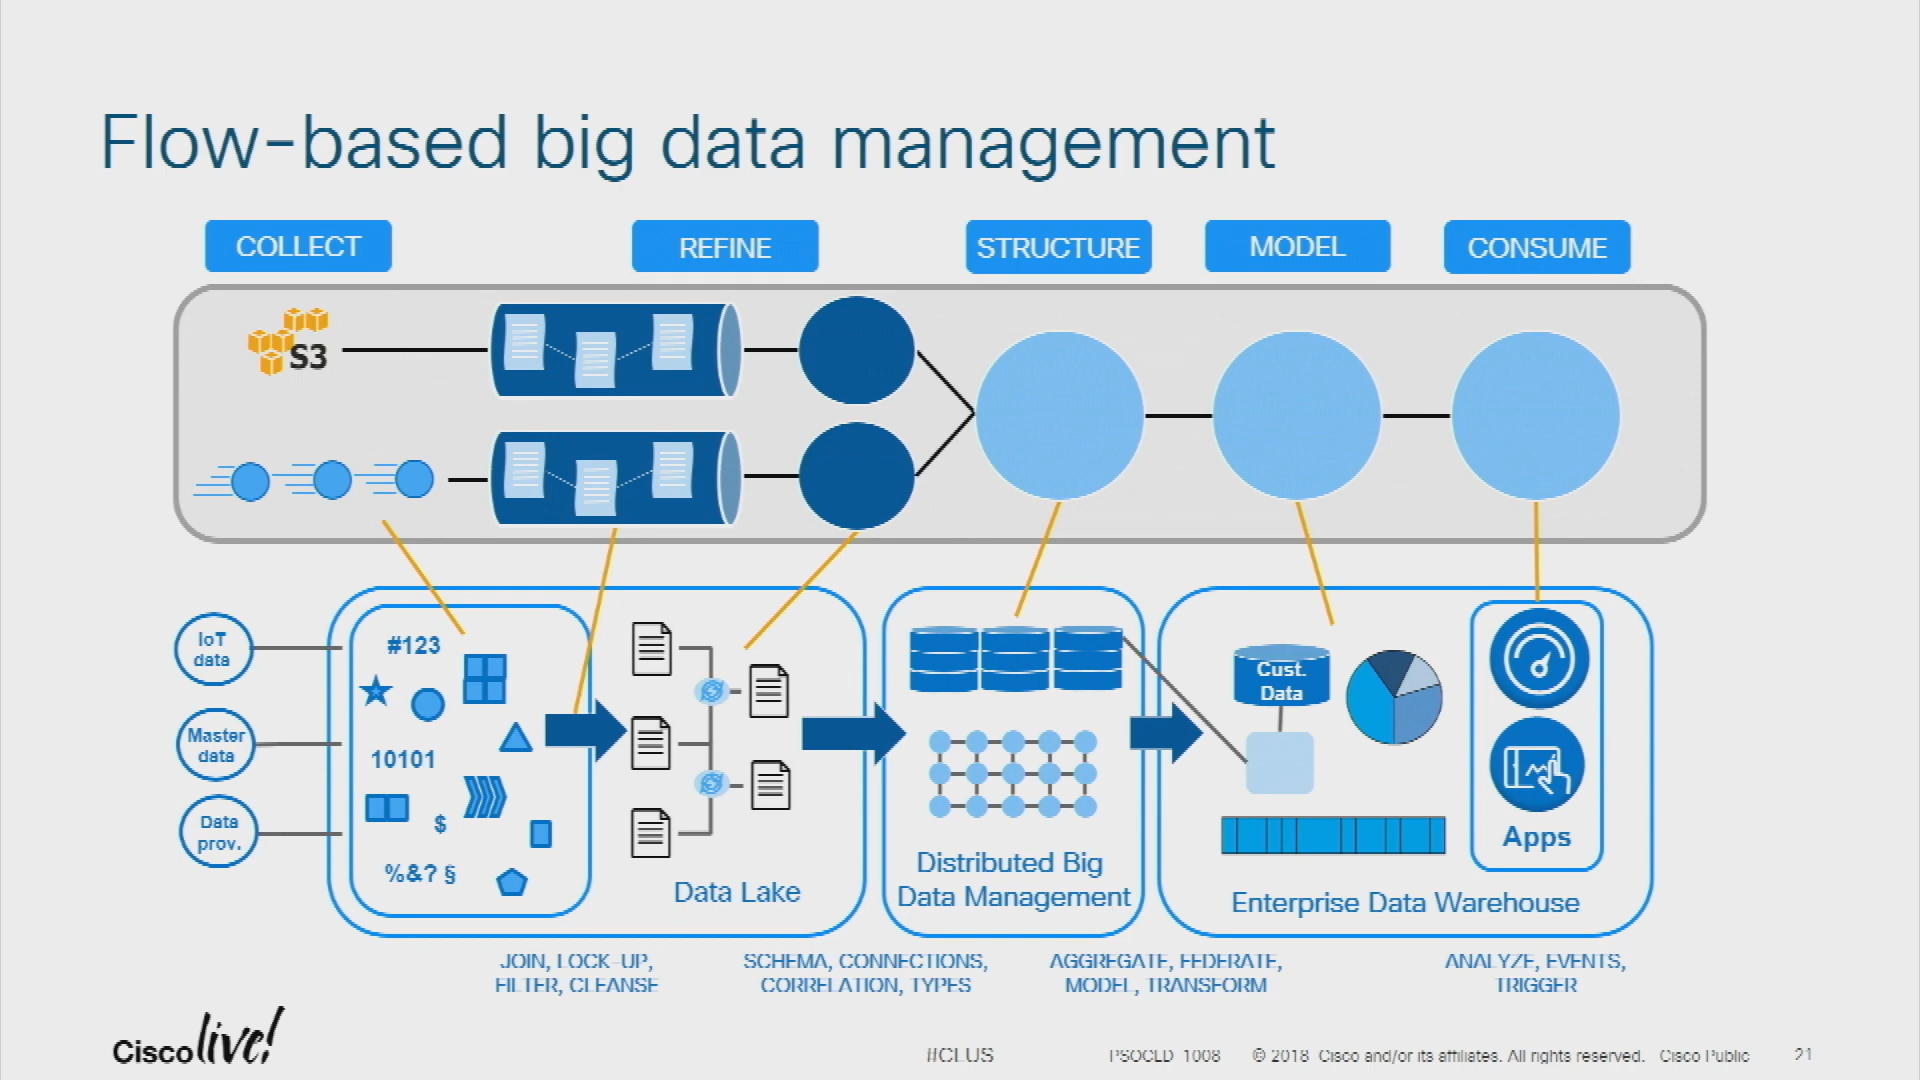 Flow-based big data management
COLLECT
REFINE
STRUCTURE
MODEL
CONSUME
S3
IoT
data
Master
data
Data
prov.
#123
10101
$
%&? §
Data Lake
Distributed Big
Data Management
Cust.
Data
Apps
Enterprise Data Warehouse
JOIN, LOCK-UP,
FILTER, CLEANSE
SCHEMA, CONNECTIONS,
CORRELATION, TYPES
AGGREGATE, FEDERATE,
MODEL, TRANSFORM
ANALYZE, EVENTS,
TRIGGER
Cisco live!
#CLUS
PSOCLD 1008
© 2018 Cisco and/or its affiliates. All rights reserved. Cisco Public
21